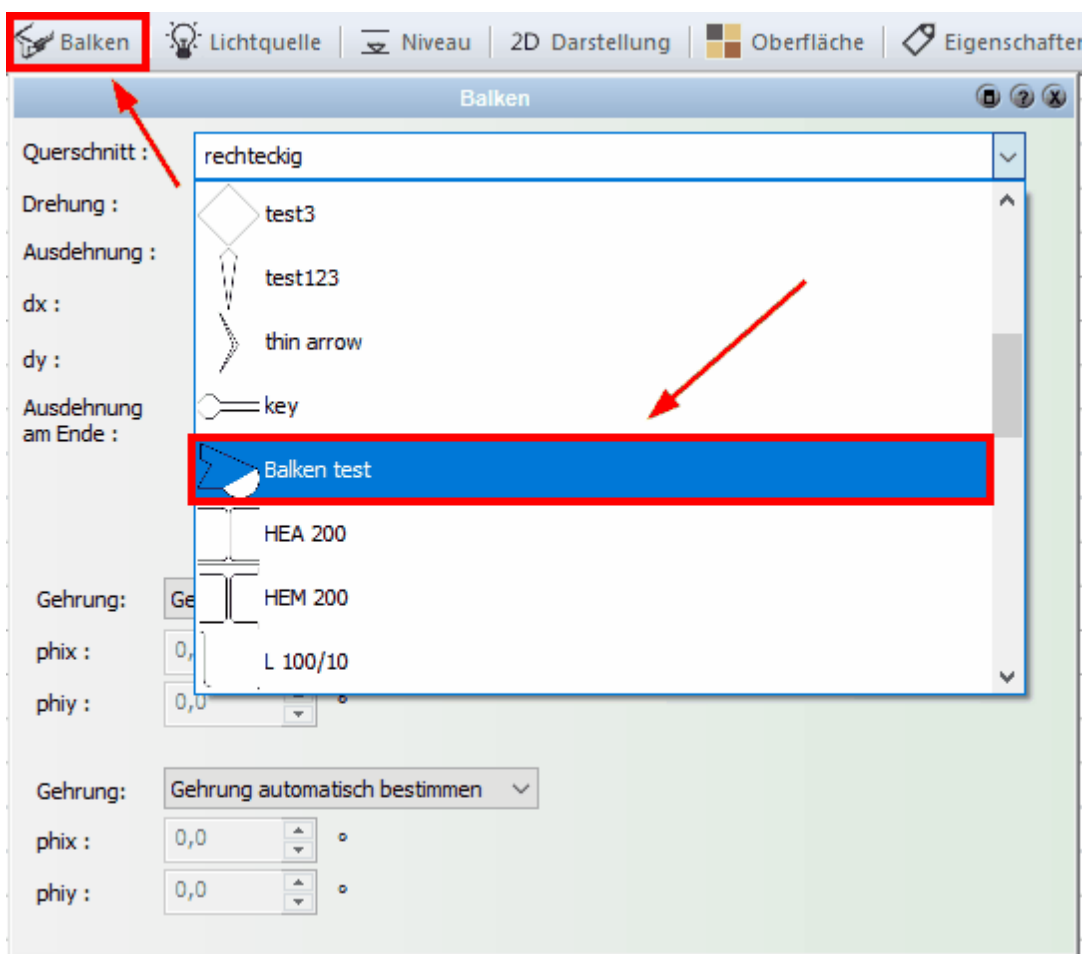 Balken Lichtquelle Niveau 2D Darstellung Oberfläche Eigenschafte
Balken
Querschnitt : rechteckig
Drehung : test3
Ausdehnung : test123
dx :
thin arrow
dy :
key
Ausdehnung
am Ende :
Balken test
HEA 200
Gehrung: Ge HEM 200
phix : 0, L 100/10
phiy : 0,0 °
Gehrung: Gehrung automatisch bestimmen
phix : 0,0 °
phiy : 0,0 °